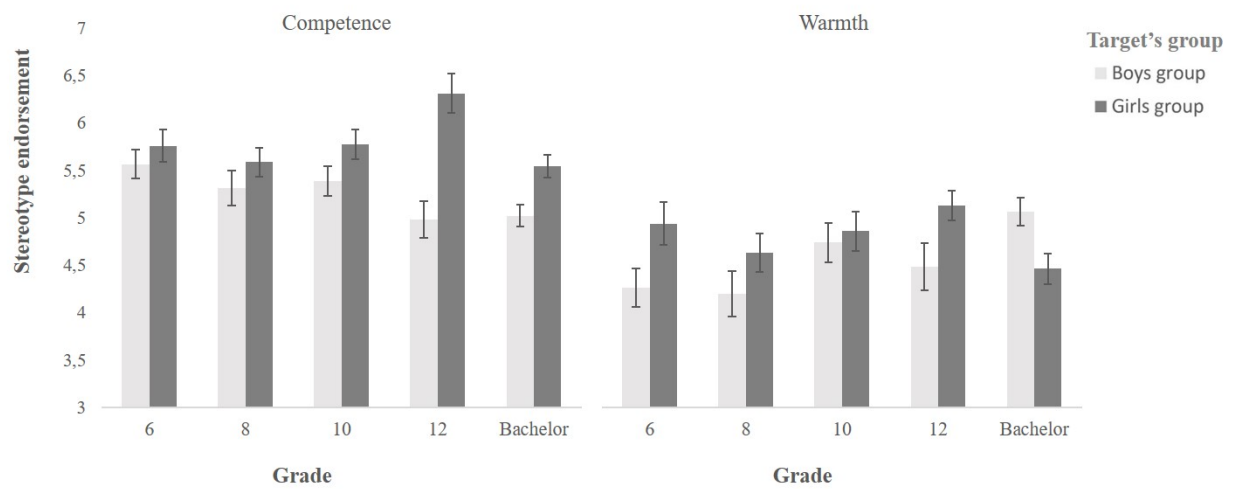 Competence
Warmth
Target’s group
Boys group
Girls group
Stereotype endorsement
7
6,5
6
5,5
5
4,5
4
3,5
3
6 8 10 12 Bachelor
6 8 10 12 Bachelor
Grade
Grade